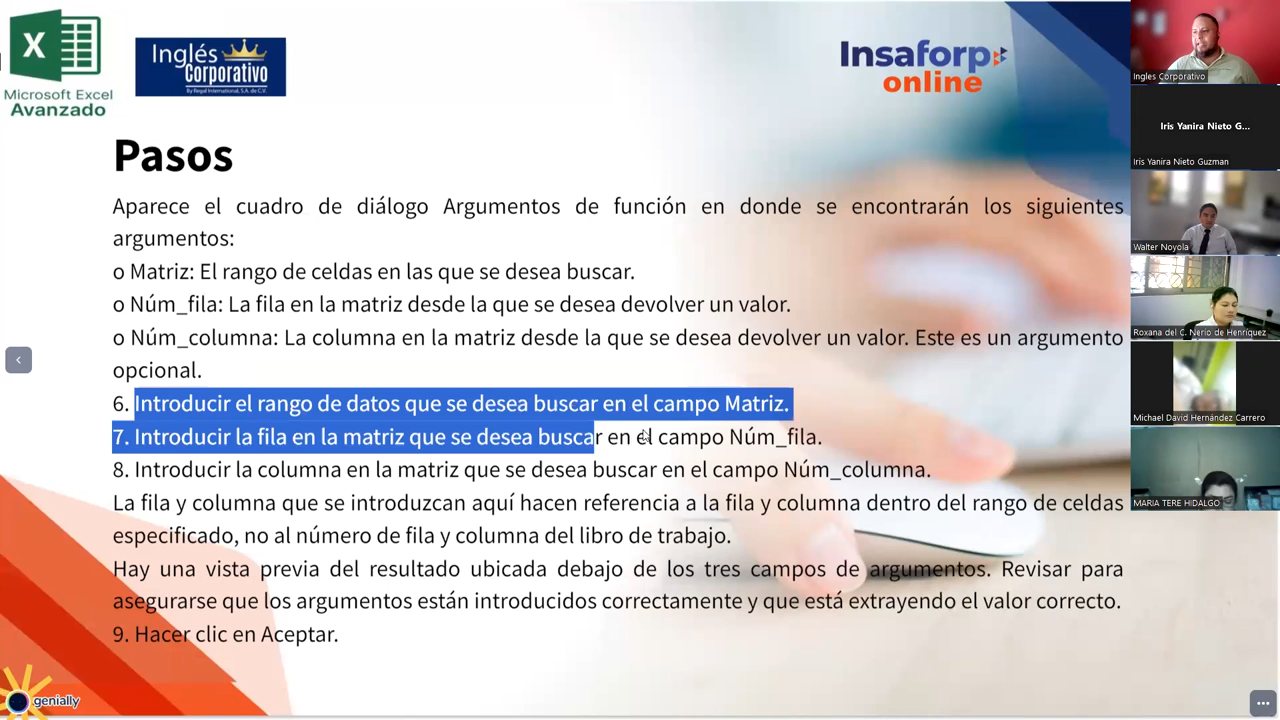 X
Microsoft Excel
Avanzado
Inglés
Corporativo
By Regal International, S.A. de C.V.
Insaforp
online
Pasos
Aparece el cuadro de diálogo Argumentos de función en donde se encontrarán los siguientes
argumentos:
o Matriz: El rango de celdas en las que se desea buscar.
o Núm_fila: La fila en la matriz desde la que se desea devolver un valor.
o Núm_columna: La columna en la matriz desde la que se desea devolver un valor. Este es un argumento
opcional.
6. Introducir el rango de datos que se desea buscar en el campo Matriz.
7. Introducir la fila en la matriz que se desea buscar en el campo Núm_fila.
8. Introducir la columna en la matriz que se desea buscar en el campo Núm_columna.
La fila y columna que se introduzcan aquí hacen referencia a la fila y columna dentro del rango de celdas
especificado, no al número de fila y columna del libro de trabajo.
Hay una vista previa del resultado ubicada debajo de los tres campos de argumentos. Revisar para
asegurarse que los argumentos están introducidos correctamente y que está extrayendo el valor correcto.
9. Hacer clic en Aceptar.
genially
Ingles Corporativo
Iris Yanira Nieto G...
Iris Yanira Nieto Guzman
Walter Noyola
Roxana del C. Nerio de Henríquez
Michael David Hernández Carrero
MARIA TERE HIDALGO